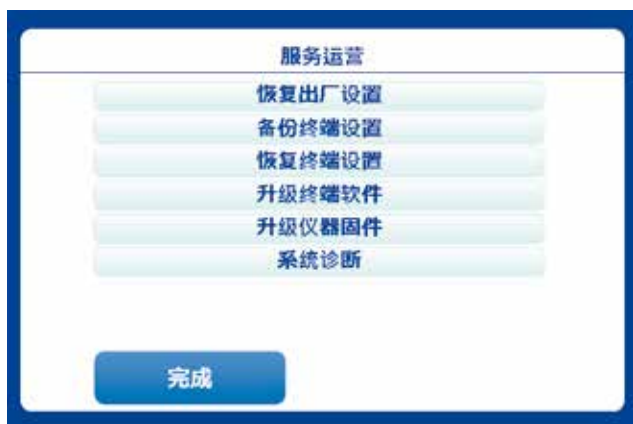 服务运营
恢复出厂设置
备份终端设置
恢复终端设置
升级终端软件
升级仪器固件
系统诊断
完成